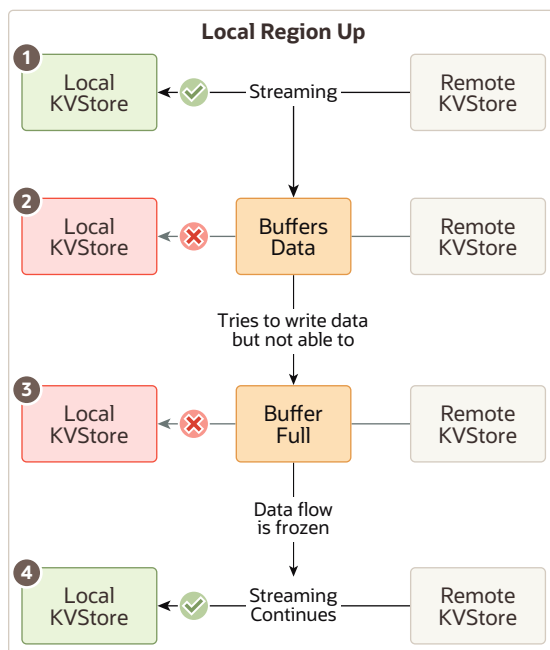 Local Region Up
1
Local
KVStore
Streaming
Remote
KVStore
2
Local
KVStore
Buffers
Data
Remote
KVStore
Tries to write data
but not able to
3
Local
KVStore
Buffer
Full
Remote
KVStore
Data flow
is frozen
4
Local
KVStore
Streaming
Continues
Remote
KVStore